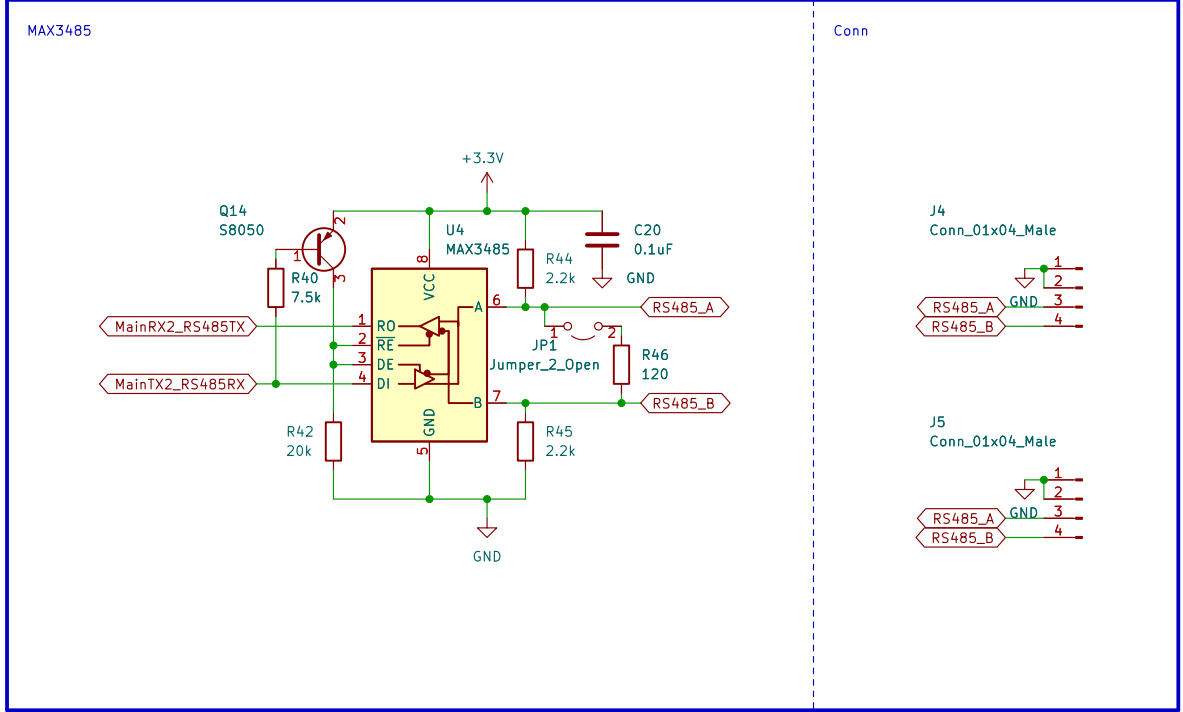 MAX3485
Conn
+3.3V
Q14
S8050
2
1
3
R40
7.5k
U4
MAX3485
8
VCC
R44
2.2k
C20
0.1uF
GND
MainRX2_RS485TX
1
RO
2
RE
3
DE
MainTX2_RS485RX
4
DI
A
6
RS485_A
1
2
JP1
Jumper_2_Open
R46
120
B
7
RS485_B
GND
5
R42
20k
R45
2.2k
GND
J4
Conn_01x04_Male
1
2
GND
RS485_A
3
RS485_B
4
J5
Conn_01x04_Male
1
2
GND
RS485_A
3
RS485_B
4